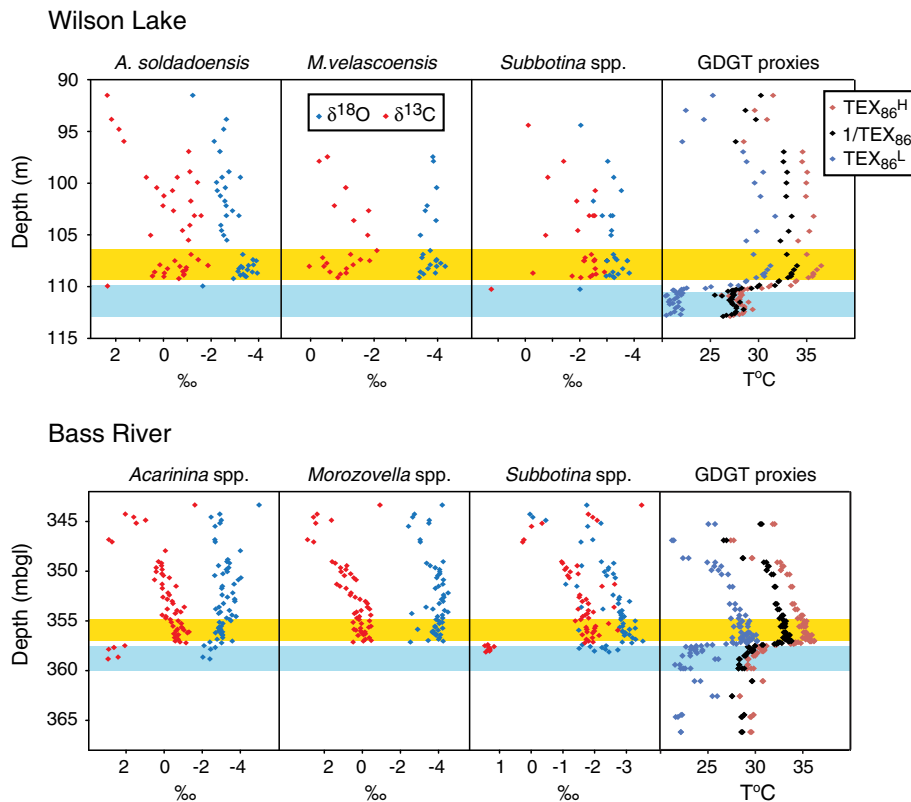 Wilson Lake
A. soldadoensis M.velascoensis Subbotina spp. GDGT proxies
δ18O δ13C
TEX86H
1/TEX86
TEX86L
Depth (m)
90
95
100
105
110
115
2 0 -2 -4 0 -2 -4 2 0 -2 -4 25 30 35
‰ ‰ ‰ T°C
Bass River
Acarinina spp. Morozovella spp. Subbotina spp. GDGT proxies
Depth (mbgl)
345
350
355
360
365
2 0 -2 -4 2 0 -2 -4 1 0 -1 -2 -3 25 30 35
‰ ‰ ‰ T°C